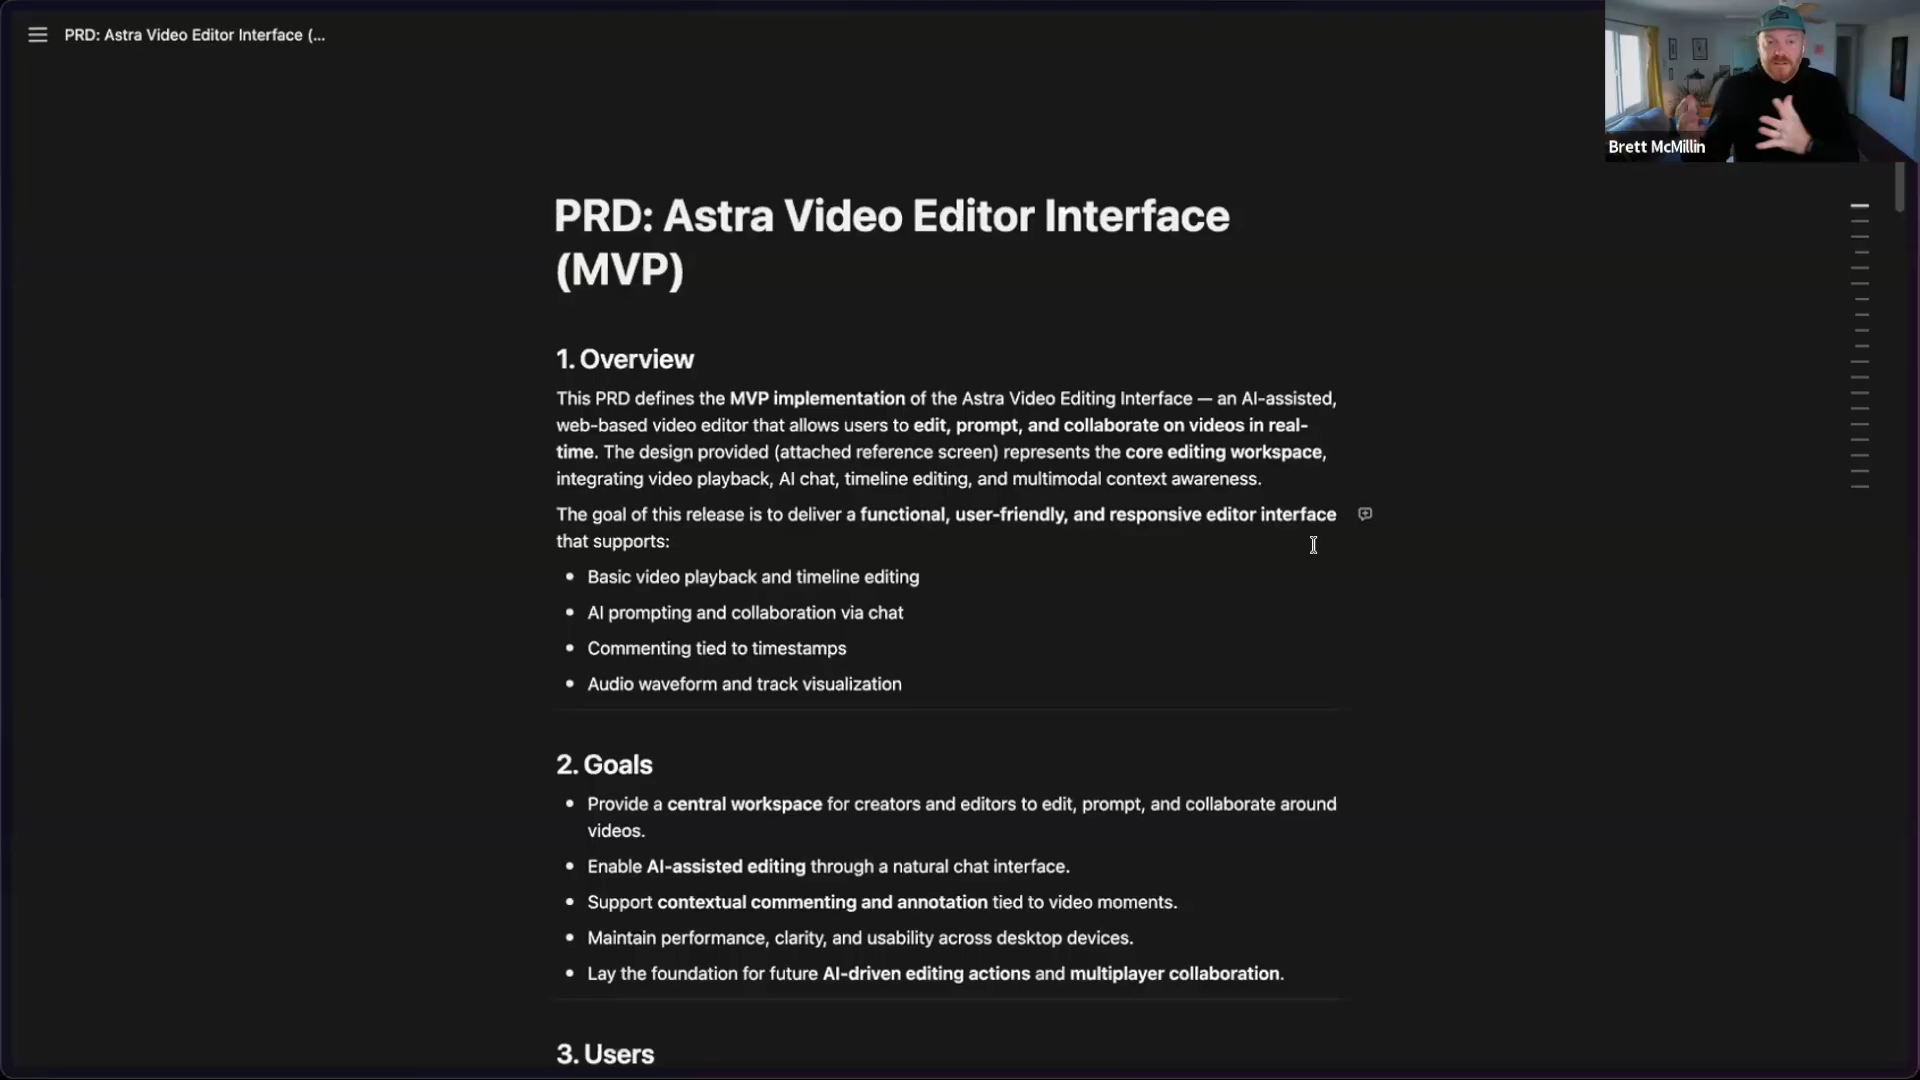 PRD: Astra Video Editor Interface (...
Brett McMillin
PRD: Astra Video Editor Interface
(MVP)
1. Overview
This PRD defines the MVP implementation of the Astra Video Editing Interface — an AI-assisted,
web-based video editor that allows users to edit, prompt, and collaborate on videos in real-
time. The design provided (attached reference screen) represents the core editing workspace,
integrating video playback, AI chat, timeline editing, and multimodal context awareness.
The goal of this release is to deliver a functional, user-friendly, and responsive editor interface
that supports:
• Basic video playback and timeline editing
• AI prompting and collaboration via chat
• Commenting tied to timestamps
• Audio waveform and track visualization
2. Goals
• Provide a central workspace for creators and editors to edit, prompt, and collaborate around
videos.
• Enable AI-assisted editing through a natural chat interface.
• Support contextual commenting and annotation tied to video moments.
• Maintain performance, clarity, and usability across desktop devices.
• Lay the foundation for future AI-driven editing actions and multiplayer collaboration.
3. Users